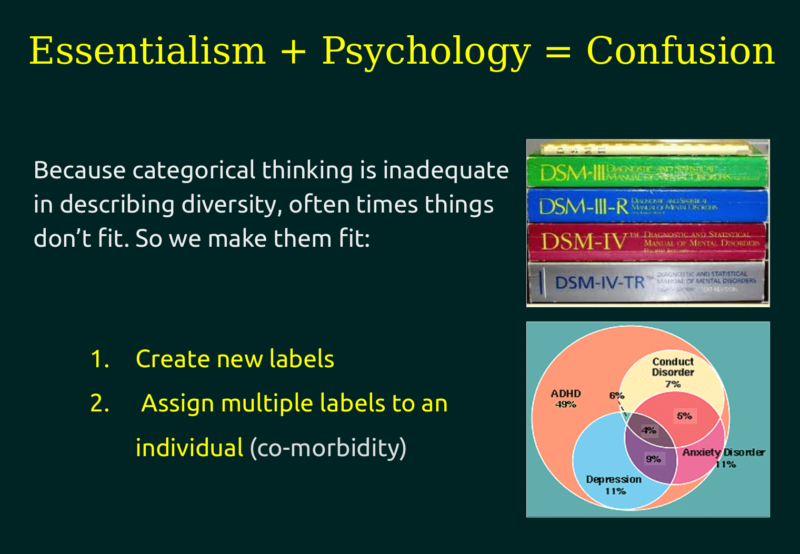 Essentialism + Psychology = Confusion
Because categorical thinking is inadequate
in describing diversity, often times things
don’t fit. So we make them fit:
1. Create new labels
2. Assign multiple labels to an
individual (co-morbidity)
DSM-III DIAGNOSTIC AND STATISTICAL
MANUAL OF MENTAL DISORDERS
DSM-III-R DIAGNOSTIC AND STATISTICAL
MANUAL OF MENTAL DISORDERS
DSM-IV™ DIAGNOSTIC AND STATISTICAL
MANUAL OF MENTAL DISORDERS
DSM-IV-TR™ DIAGNOSTIC AND STATISTICAL
MANUAL OF MENTAL DISORDERS
TEXT REVISION
Conduct
Disorder
7%
ADHD
49%
6%
5%
4%
9%
Anxiety Disorder
11%
Depression
11%